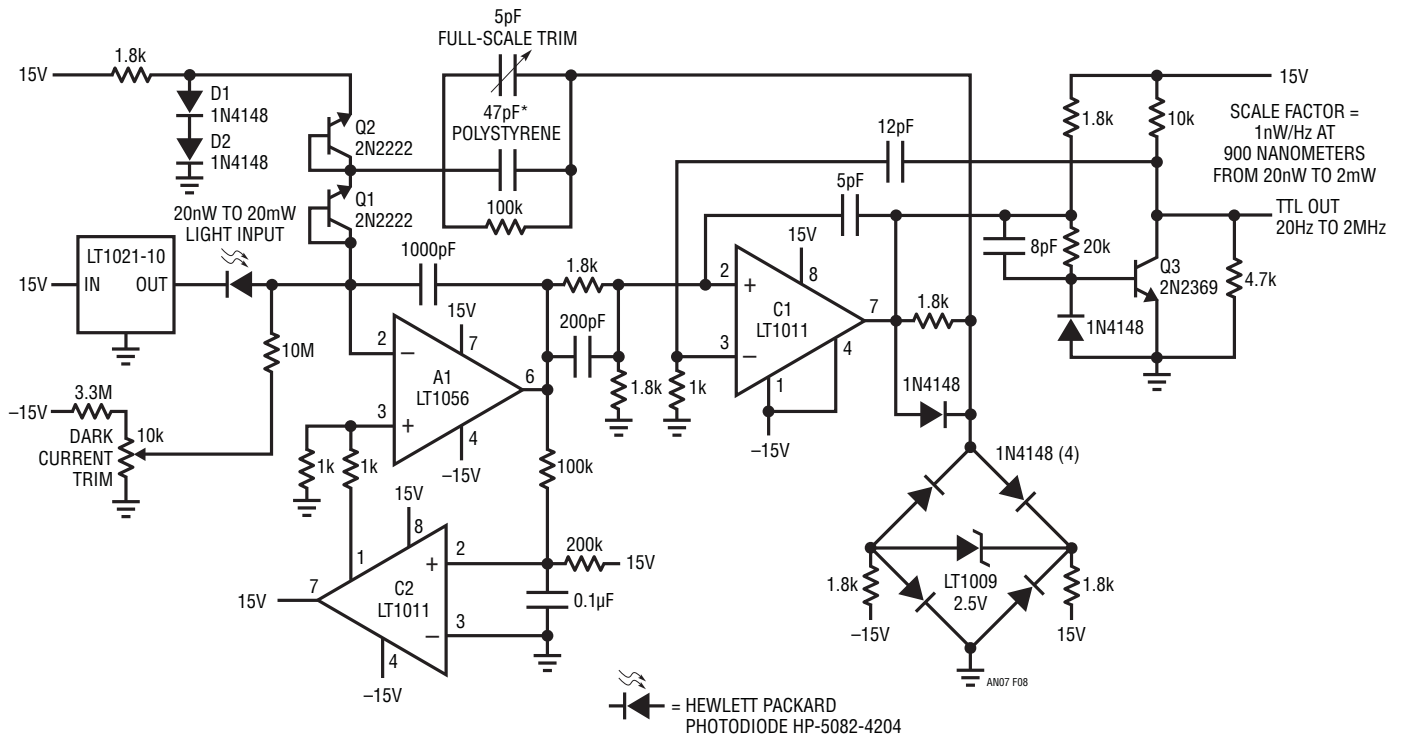 5pF
FULL-SCALE TRIM
15V
1.8k
D1
1N4148
D2
1N4148
Q2
2N2222
Q1
2N2222
47pF*
POLYSTYRENE
100k
12pF
5pF
1.8k
10k
15V
SCALE FACTOR =
1nW/Hz AT
900 NANOMETERS
FROM 20nW TO 2mW
TTL OUT
20Hz TO 2MHz
20nW TO 20mW
LIGHT INPUT
LT1021-10
15V
IN
OUT
1000pF
1.8k
200pF
1.8k
1k
15V
8
2
+
3
–
C1
LT1011
7
1
4
–15V
1.8k
1N4148
8pF
20k
Q3
2N2369
4.7k
1N4148
10M
–15V
3.3M
DARK
CURRENT
TRIM
10k
15V
7
2
–
3
+
A1
LT1056
6
4
–15V
1k
1k
100k
15V
8
1
7
15V
2
+
3
–
C2
LT1011
4
–15V
200k
15V
0.1µF
1N4148 (4)
LT1009
2.5V
1.8k
–15V
1.8k
15V
AN07 F08
= HEWLETT PACKARD
PHOTODIODE HP-5082-4204